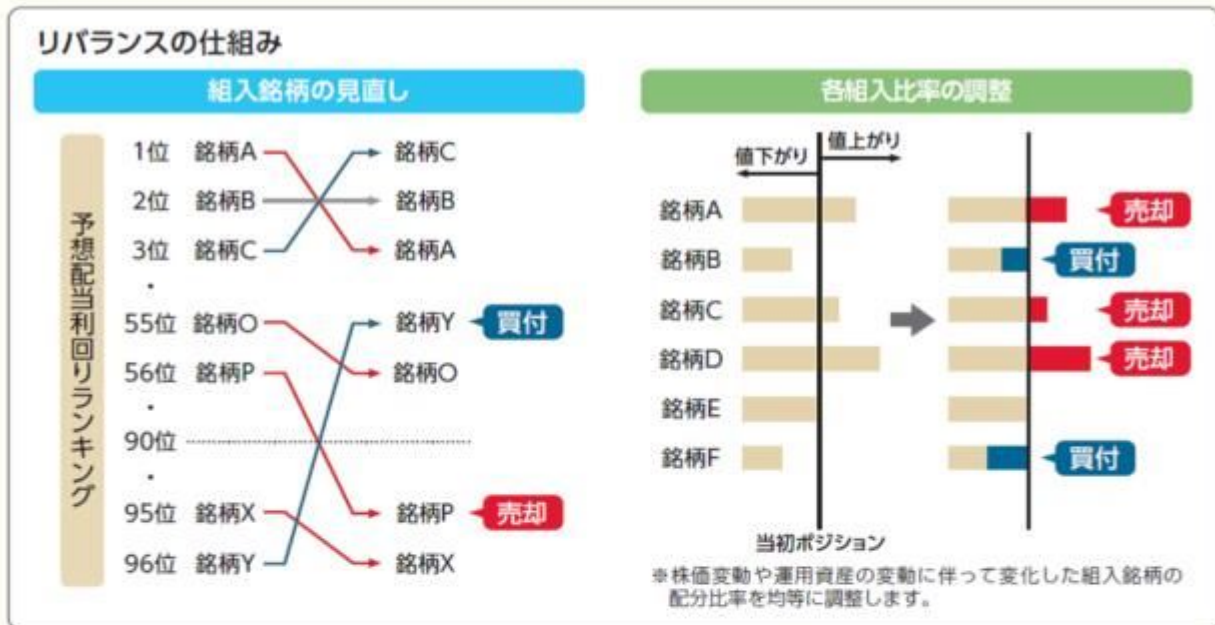 リバランスの仕組み
組入銘柄の見直し
予想配当利回りランキング
1位 銘柄A 銘柄C
2位 銘柄B 銘柄B
3位 銘柄C 銘柄A
・
55位 銘柄O 銘柄Y 買付
56位 銘柄P 銘柄O
・
90位
・
95位 銘柄X 銘柄P 売却
96位 銘柄Y 銘柄X
各組入比率の調整
値下がり 値上がり
銘柄A 売却
銘柄B 買付
銘柄C 売却
銘柄D 売却
銘柄E
銘柄F 買付
当初ポジション
※株価変動や運用資産の変動に伴って変化した組入銘柄の
配分比率を均等に調整します。